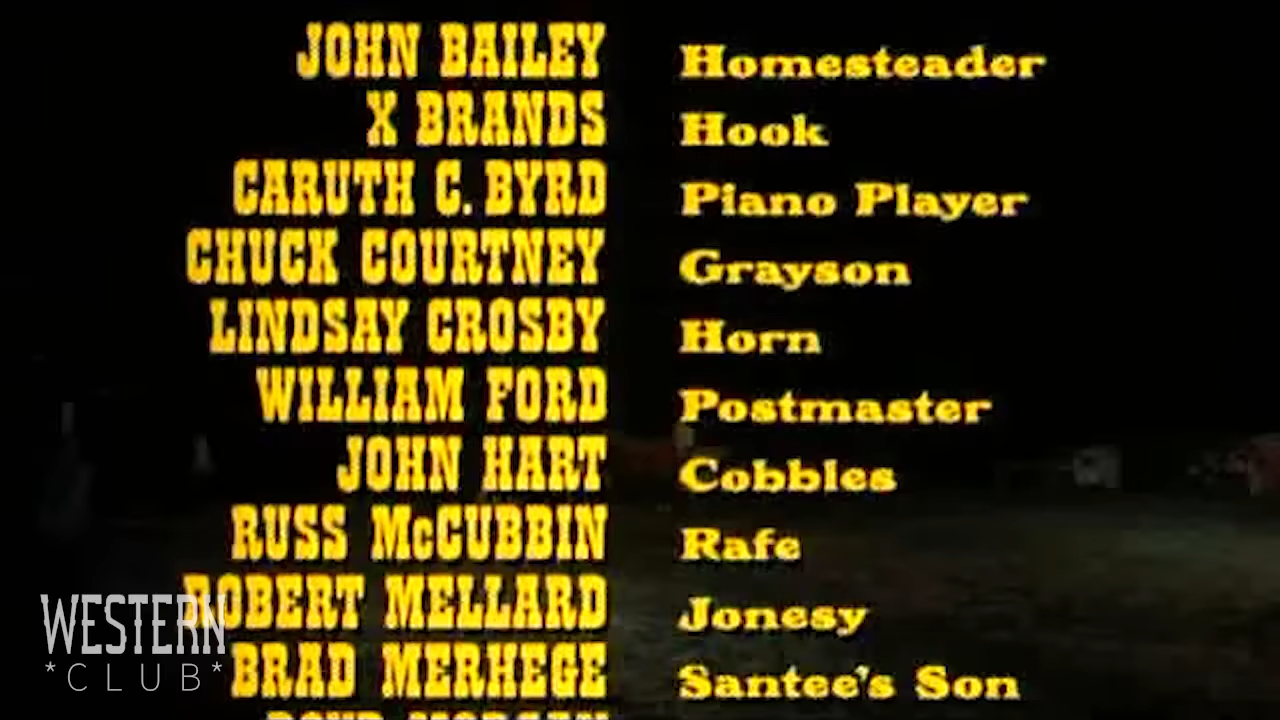 JOHN BAILEY Homesteader
X BRANDS Hook
CARUTH C. BYRD Piano Player
CHUCK COURTNEY Grayson
LINDSAY CROSBY Horn
WILLIAM FORD Postmaster
JOHN HART Cobbles
RUSS McCUBBIN Rafe
ROBERT MELLARD Jonesy
BRAD MERHEGE Santee's Son
WESTERN
*CLUB*